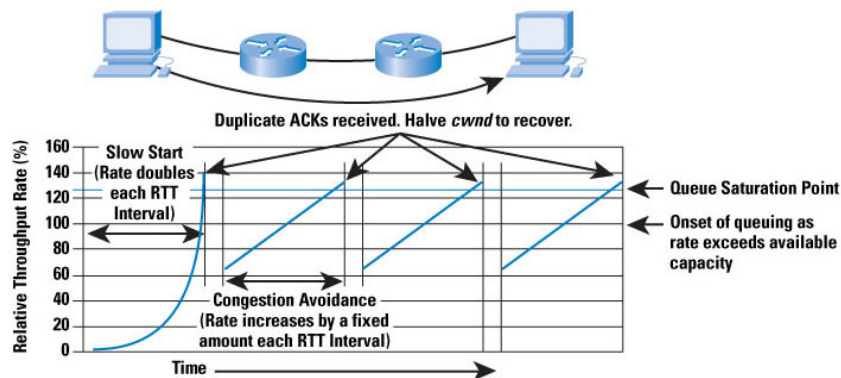 Duplicate ACKs received. Halve cwnd to recover.
Relative Throughput Rate (%)
160
140
120
100
80
60
40
20
0
Slow Start
(Rate doubles
each RTT
Interval)
Queue Saturation Point
Onset of queuing as
rate exceeds available
capacity
Congestion Avoidance
(Rate increases by a fixed
amount each RTT Interval)
Time